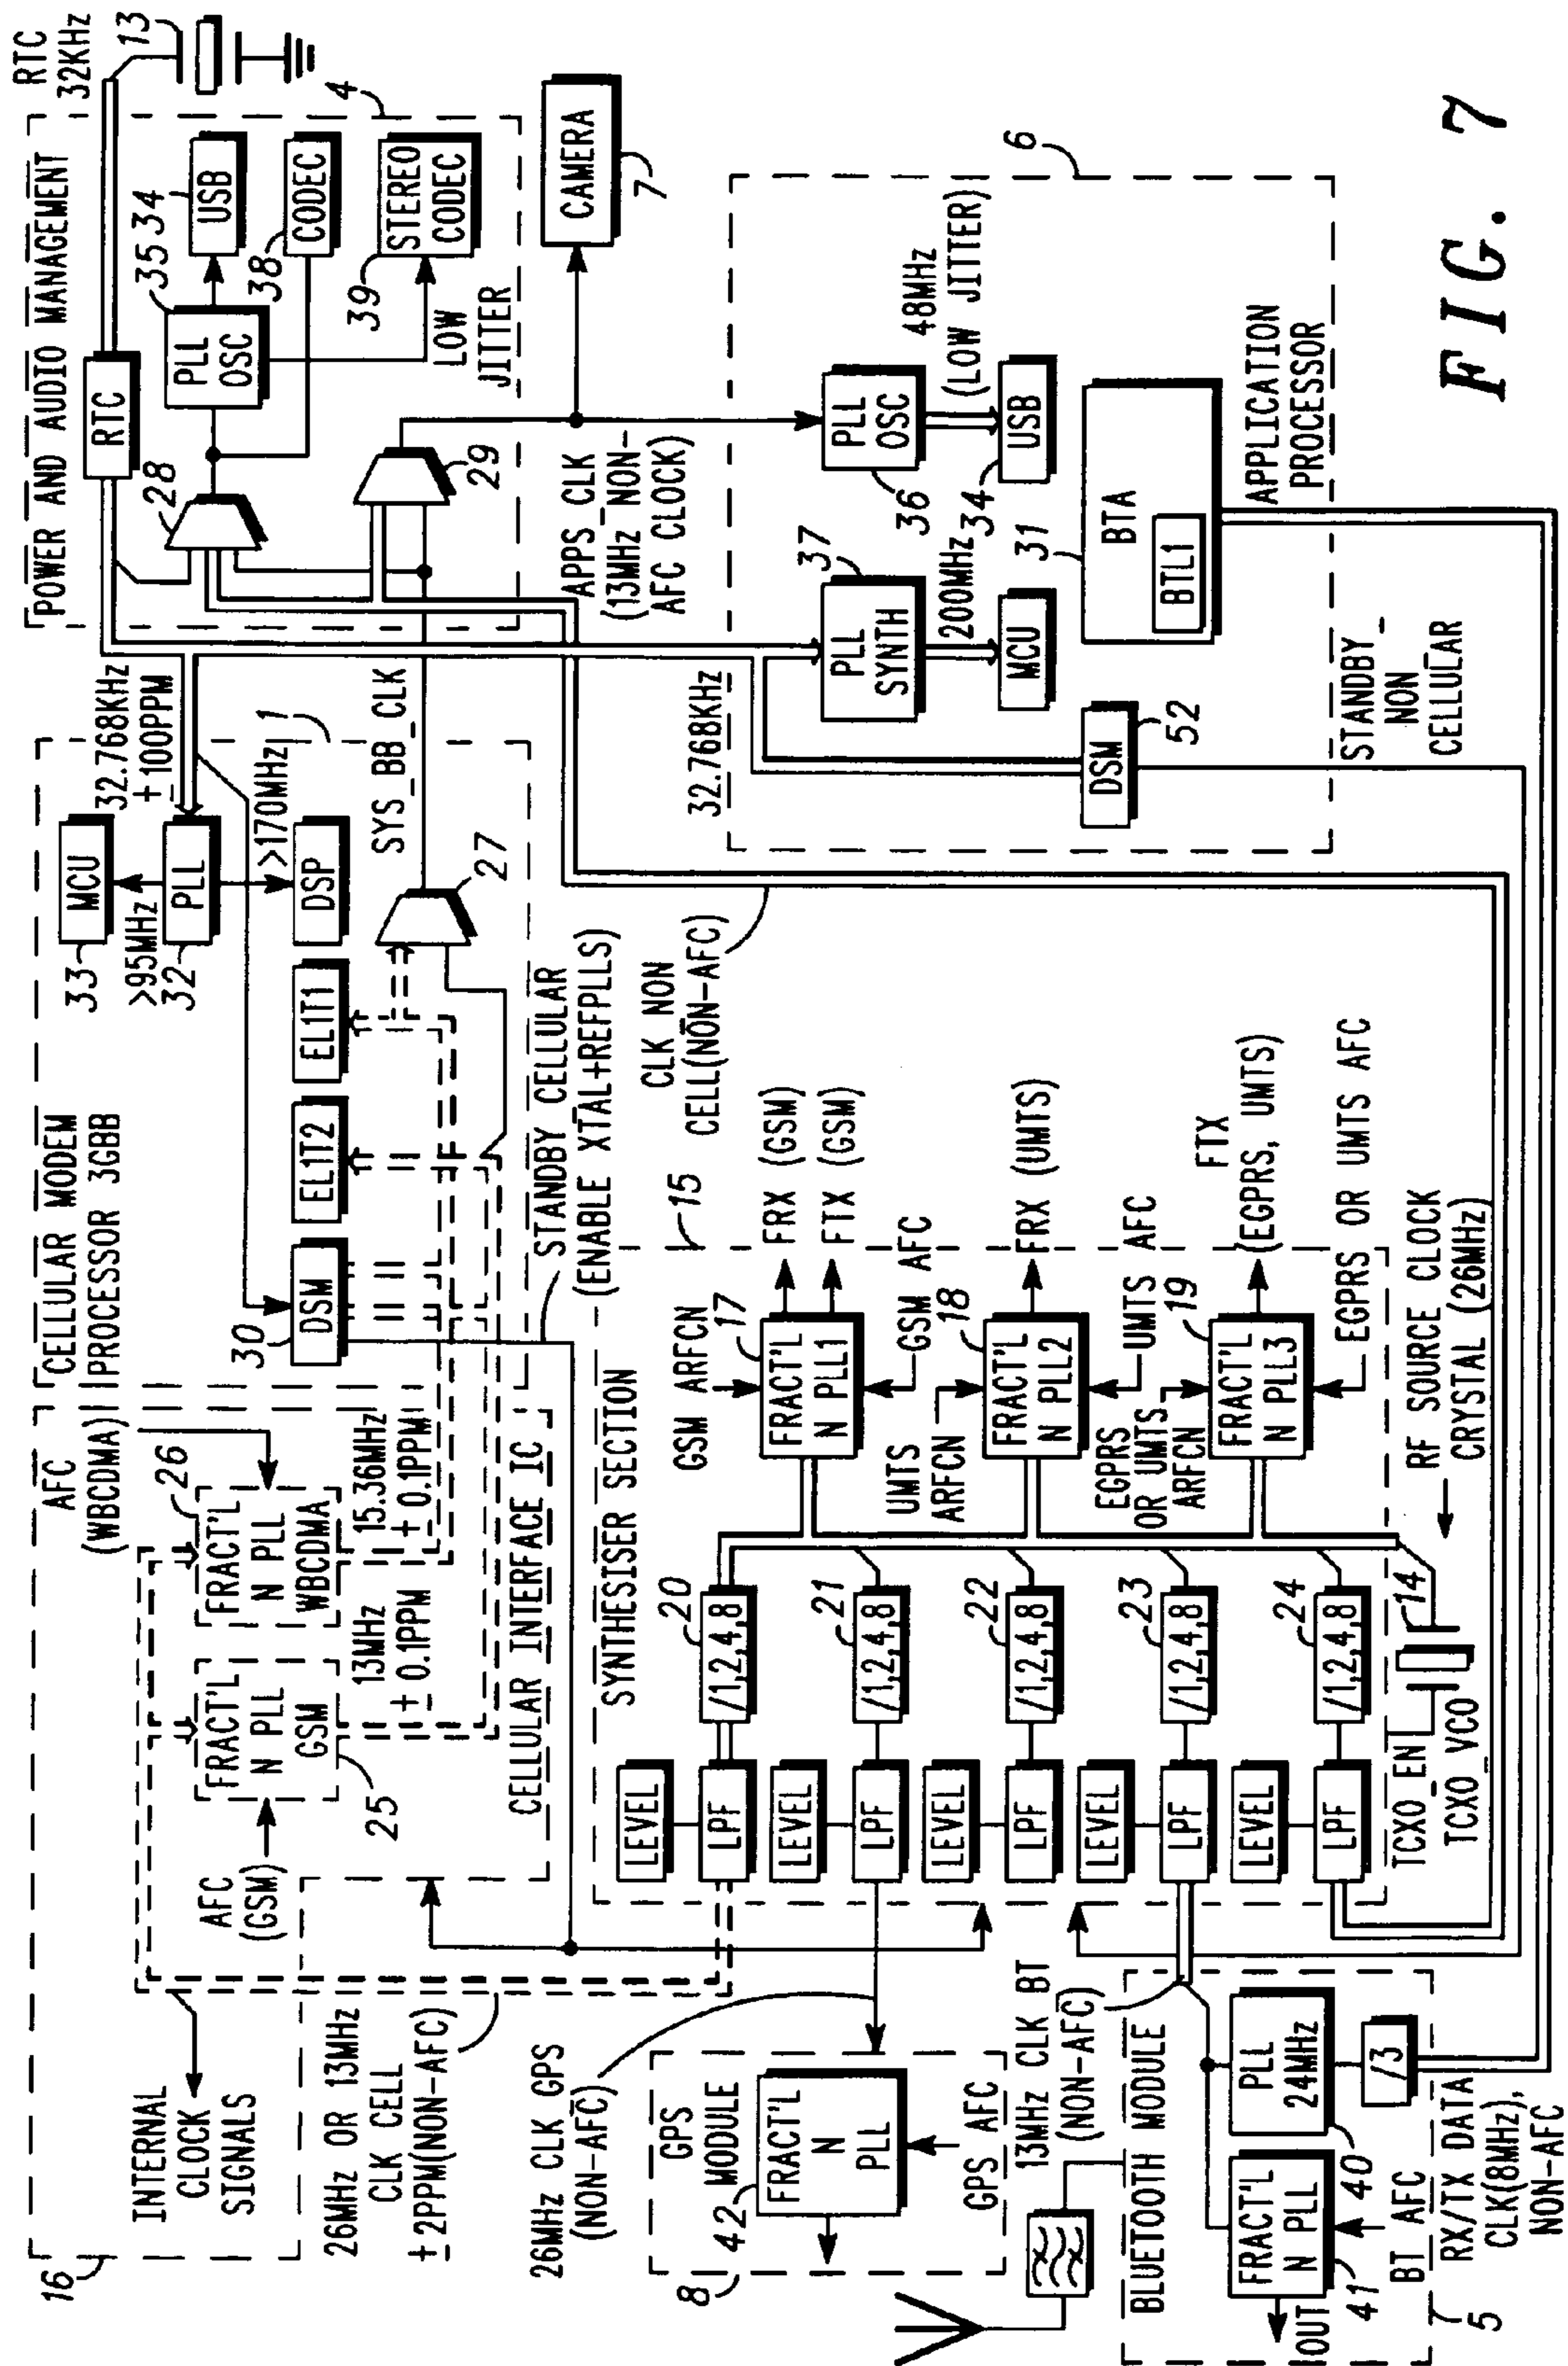 16
INTERNAL
CLOCK
SIGNALS
AFC
(GSM)
25
FRACT'L
N PLL
GSM
AFC
(WBCDMA)
26
FRACT'L
N PLL
WBCDMA
13MHz
± 0.1PPM
15.36MHz
± 0.1PPM
CELLULAR INTERFACE IC
CELLULAR MODEM
PROCESSOR 3GBB
1
30
DSM
EL1T2
EL1T1
DSP
33
MCU
>95MHz
32
PLL
>170MHz
32.768KHz
± 100PPM
27
SYS_BB_CLK
STANDBY CELLULAR
(ENABLE XTAL+REFPLLS)
POWER AND AUDIO MANAGEMENT
4
RTC
RTC
32KHz
13
28
35
PLL
OSC
34
USB
38
CODEC
39
STEREO
CODEC
LOW
JITTER
29
CAMERA
7
APPS CLK
(13MHz NON-
AFC CLOCK)
26MHz OR 13MHz
CLK CELL
±2PPM(NON-AFC)
26MHz CLK GPS
(NON-AFC)
SYNTHESISER SECTION
15
LEVEL
LPF
20
/1,2,4,8
LEVEL
LPF
21
/1,2,4,8
LEVEL
LPF
22
/1,2,4,8
LEVEL
LPF
23
/1,2,4,8
LEVEL
LPF
24
/1,2,4,8
GSM ARFCN
17
FRACT'L
N PLL1
FRX (GSM)
FTX (GSM)
GSM AFC
UMTS
ARFCN
18
FRACT'L
N PLL2
FRX (UMTS)
UMTS AFC
EGPRS
OR UMTS
ARFCN
19
FRACT'L
N PLL3
FTX
(EGPRS, UMTS)
EGPRS OR UMTS AFC
RF SOURCE CLOCK
CRYSTAL (26MHz)
14
TCXO_EN
TCXO VCO
CLK NON
CELL(NON-AFC)
32.768KHz
6
37
PLL
SYNTH
200MHz
MCU
36
PLL
OSC
48MHz
(LOW JITTER)
34
USB
31
BTA
BTL1
DSM
52
APPLICATION
PROCESSOR
STANDBY_
NON
CELLULAR
8
GPS
MODULE
42
FRACT'L
N
PLL
GPS AFC
13MHz CLK BT
(NON-AFC)
BLUETOOTH MODULE
5
OUT
41
FRACT'L
N PLL
BT AFC
40
PLL
24MHz
/3
RX/TX DATA
CLK(8MHz),
NON-AFC
FIG. 7